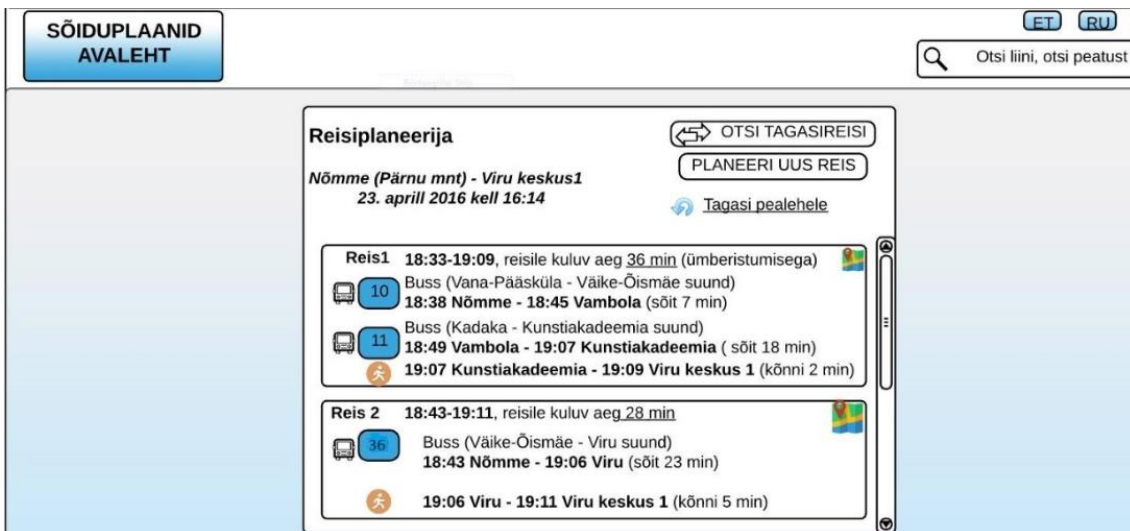 SÕIDUPLAANID
AVALEHT
ET RU
Otsi liini, otsi peatust
Reisiplaneerija
OTSI TAGASIREISI
PLANEERI UUS REIS
Nõmme (Pärnu mnt) - Viru keskus1
23. aprill 2016 kell 16:14
Tagasi pealehele
Reis1 18:33-19:09, reisile kuluv aeg 36 min (ümberistumisega)
10 Buss (Vana-Pääsküla - Väike-Õismäe suund)
18:38 Nõmme - 18:45 Vambola (sõit 7 min)
11 Buss (Kadaka - Kunstiakadeemia suund)
18:49 Vambola - 19:07 Kunstiakadeemia ( sõit 18 min)
19:07 Kunstiakadeemia - 19:09 Viru keskus 1 (kõnni 2 min)
Reis 2 18:43-19:11, reisile kuluv aeg 28 min
36 Buss (Väike-Õismäe - Viru suund)
18:43 Nõmme - 19:06 Viru (sõit 23 min)
19:06 Viru - 19:11 Viru keskus 1 (kõnni 5 min)